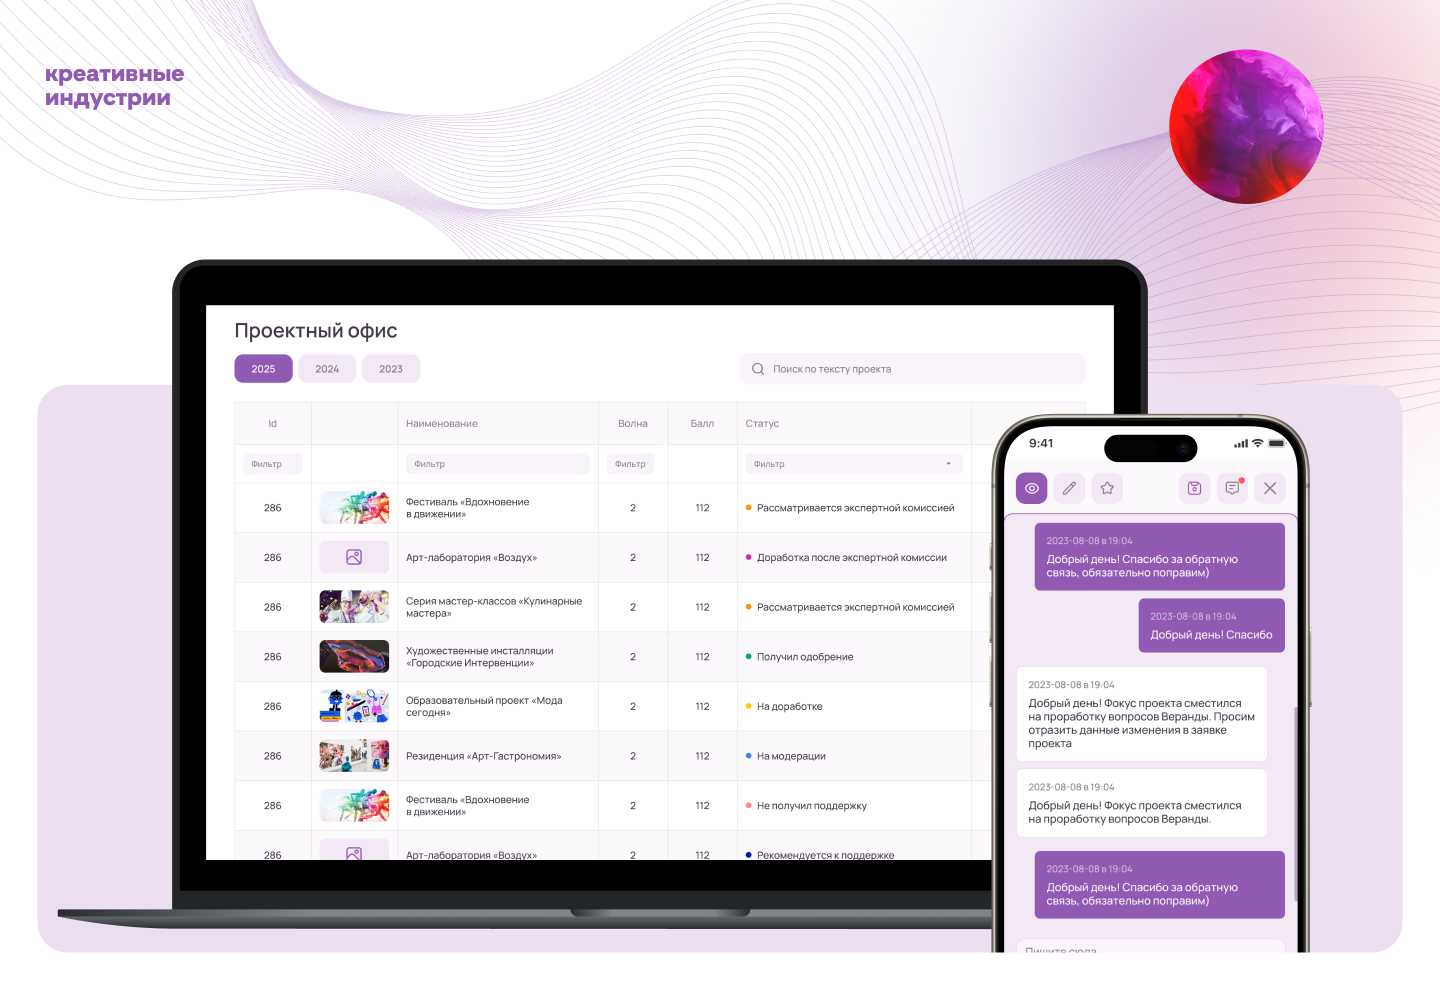 креативные
индустрии
Проектный офис
2025 2024 2023
Поиск по тексту проекта
Id Наименование Волна Балл Статус
Фильтр Фильтр Фильтр Фильтр
286 Фестиваль «Вдохновение
в движении» 2 112 Рассматривается экспертной комиссией
286 Арт-лаборатория «Воздух» 2 112 Доработка после экспертной комиссии
286 Серия мастер-классов «Кулинарные
мастера» 2 112 Рассматривается экспертной комиссией
286 Художественные инсталляции
«Городские Интервенции» 2 112 Получил одобрение
286 Образовательный проект «Мода
сегодня» 2 112 На доработке
286 Резиденция «Арт-Гастрономия» 2 112 На модерации
286 Фестиваль «Вдохновение
в движении» 2 112 Не получил поддержку
286 Арт-лаборатория «Воздух» 2 112 Рекомендуется к поддержке
9:41
2023-08-08 в 19:04
Добрый день! Спасибо за обратную
связь, обязательно поправим)
2023-08-08 в 19:04
Добрый день! Спасибо
2023-08-08 в 19:04
Добрый день! Фокус проекта сместился
на проработку вопросов Веранды. Просим
отразить данные изменения в заявке
проекта
2023-08-08 в 19:04
Добрый день! Фокус проекта сместился
на проработку вопросов Веранды.
2023-08-08 в 19:04
Добрый день! Спасибо за обратную
связь, обязательно поправим)
Пишите сюда